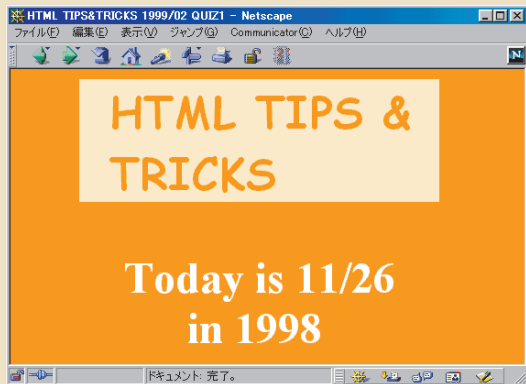 HTML TIPS&TRICKS 1999/02 QUIZ1 - Netscape
ファイル(F) 編集(E) 表示(V) ジャンプ(G) Communicator(C) ヘルプ(H)
N
HTML TIPS &
TRICKS
Today is 11/26
in 1998
ドキュメント: 完了。